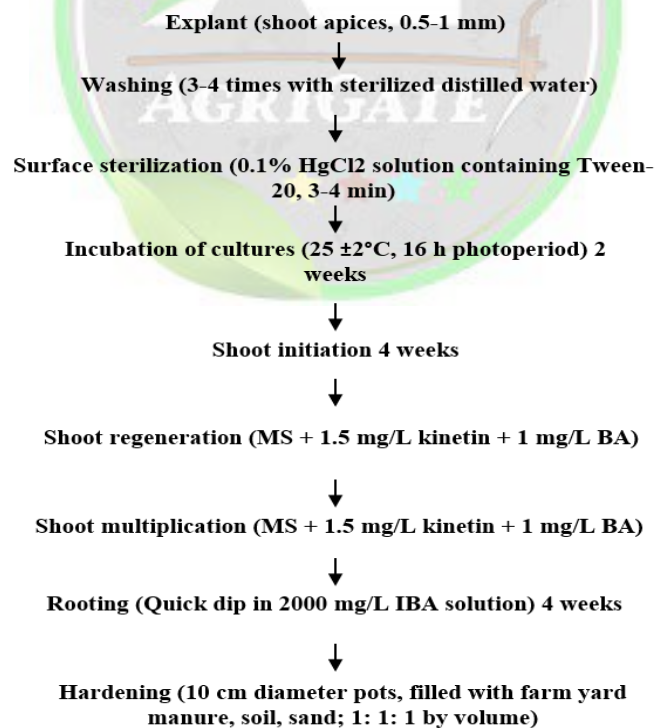 Explant (shoot apices, 0.5-1 mm)
Washing (3-4 times with sterilized distilled water)
AGRIGATE
Surface sterilization (0.1% HgCl2 solution containing Tween-
20, 3-4 min)
Incubation of cultures (25 ±2°C, 16 h photoperiod) 2
weeks
Shoot initiation 4 weeks
Shoot regeneration (MS + 1.5 mg/L kinetin + 1 mg/L BA)
Shoot multiplication (MS + 1.5 mg/L kinetin + 1 mg/L BA)
Rooting (Quick dip in 2000 mg/L IBA solution) 4 weeks
Hardening (10 cm diameter pots, filled with farm yard
manure, soil, sand; 1: 1: 1 by volume)